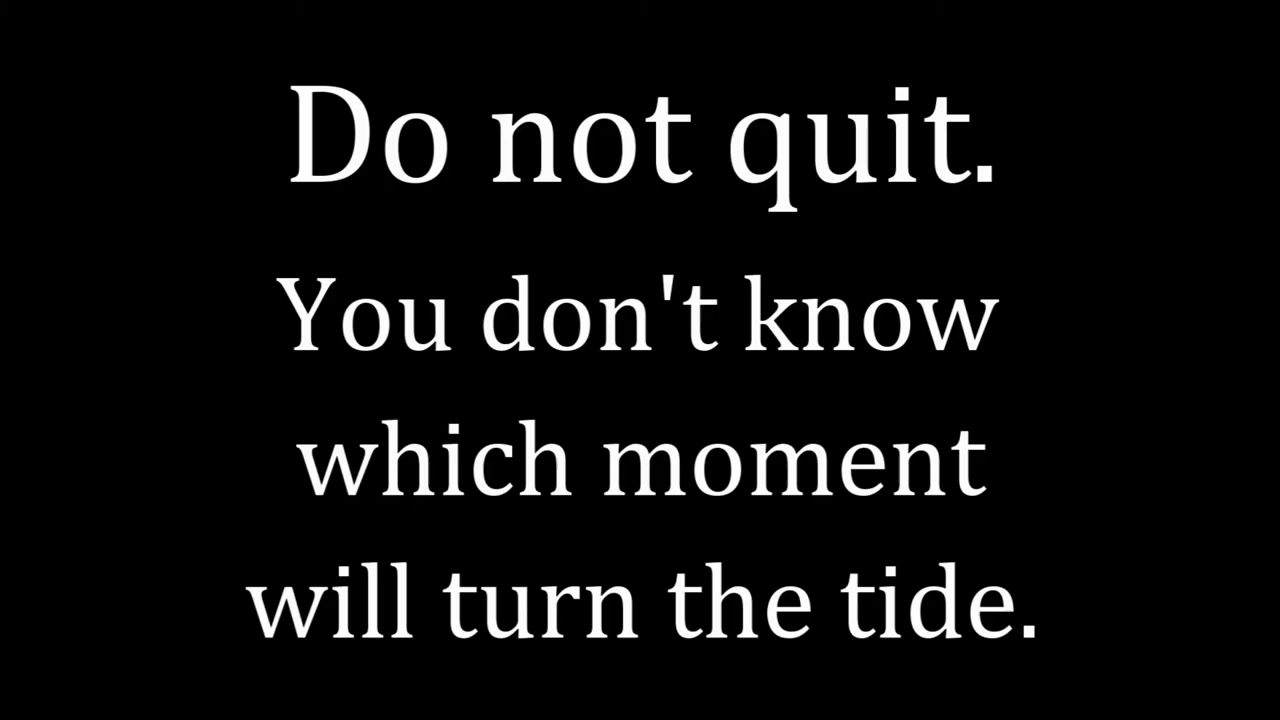 Do not quit.
You don't know
which moment
will turn the tide.